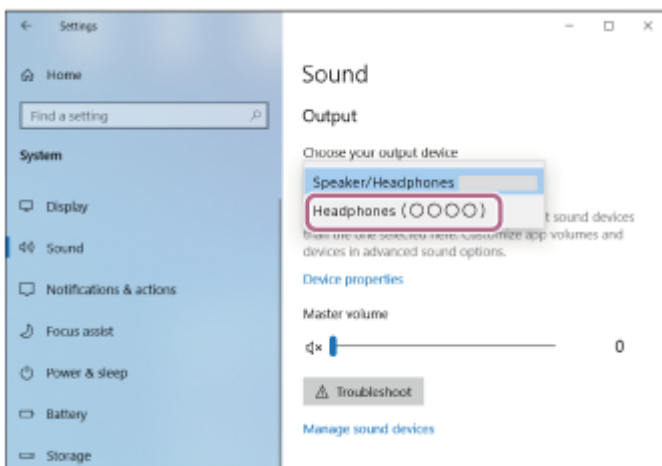 Settings
Home
Find a setting
System
Display
Sound
Notifications & actions
Focus assist
Power & sleep
Battery
Storage
Sound
Output
Choose your output device
Speaker/Headphones
Headphones (○○○○)
t sound devices
than the one selected here. Customize app volumes and
devices in advanced sound options.
Device properties
Master volume
0
Troubleshoot
Manage sound devices